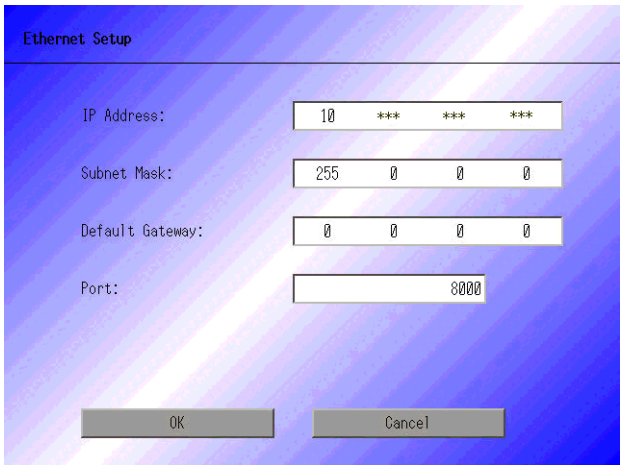 Ethernet Setup
IP Address: 10 *** *** ***
Subnet Mask: 255 0 0 0
Default Gateway: 0 0 0 0
Port: 8000
OK Cancel